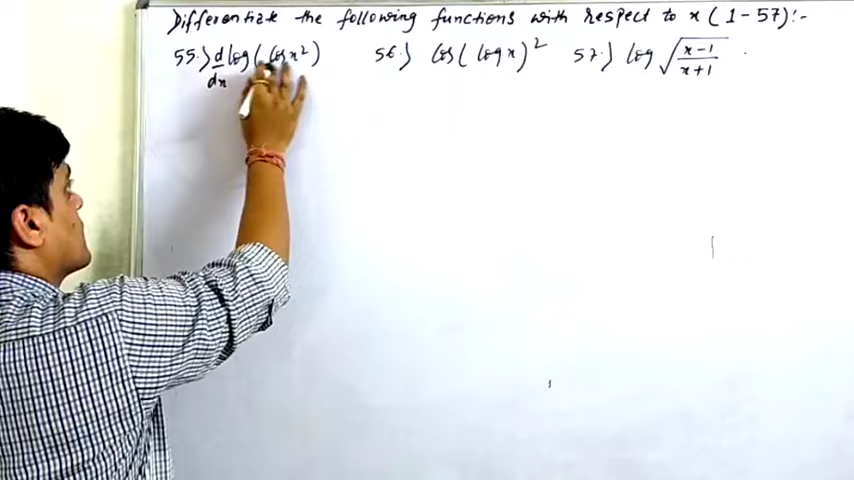 Differentiate the following functions with respect to x (1-57):-
55.> d/dx log(cos x²) 56.> cos(log x)² 57.> log √((x-1)/(x+1))